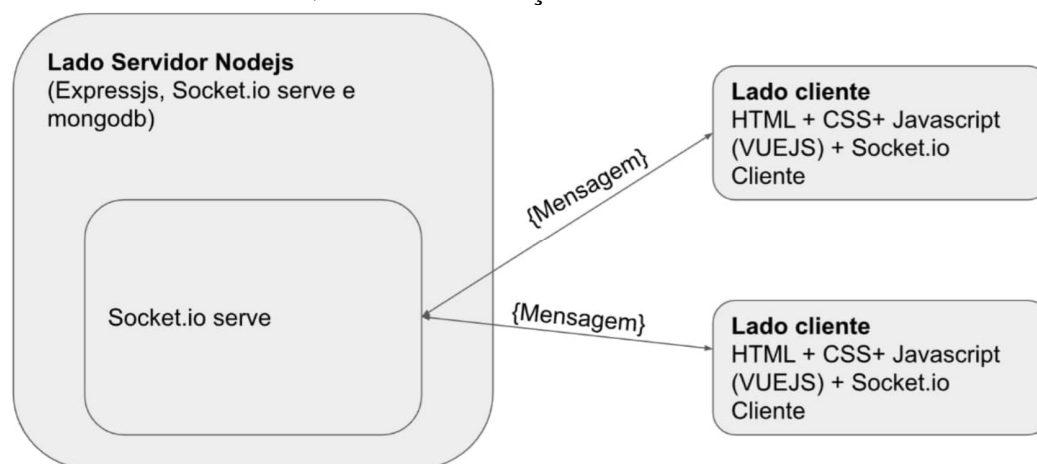 Lado Servidor Nodejs
(Expressjs, Socket.io serve e
mongodb)
Socket.io serve
{Mensagem}
{Mensagem}
Lado cliente
HTML + CSS+ Javascript
(VUEJS) + Socket.io
Cliente
Lado cliente
HTML + CSS+ Javascript
(VUEJS) + Socket.io
Cliente